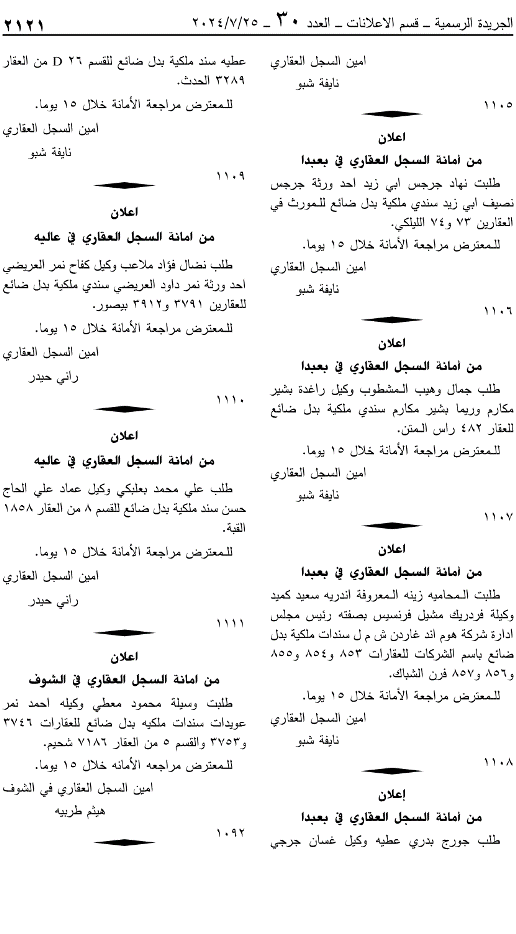 الجريدة الرسمية – قسم الاعلانات – العدد ٣٠ – ٢٠٢٤/٧/٢٥
٢١٢١
امين السجل العقاري
نايفة شبو
١١٠٥
اعلان
من أمانة السجل العقاري في بعبدا
طلبت نهاد جرجس ابي زيد احد ورثة جرجس
نصيف ابي زيد سندي ملكية بدل ضائع للمورث في
العقارين ٧٣ و٧٤ الليلكي.
للمعترض مراجعة الأمانة خلال ١٥ يوما.
امين السجل العقاري
نايفة شبو
١١٠٦
اعلان
من أمانة السجل العقاري في بعبدا
طلب جمال وهيب المشطوب وكيل راغدة بشير
مكارم وريما بشير مكارم سندي ملكية بدل ضائع
للعقار ٤٨٢ راس المتن.
للمعترض مراجعة الأمانة خلال ١٥ يوما.
امين السجل العقاري
نايفة شبو
١١٠٧
اعلان
من أمانة السجل العقاري في بعبدا
طلبت المحاميه زينه المعروفة اندريه سعيد كميد
وكيلة فردريك مشيل فرنسيس بصفته رئيس مجلس
ادارة شركة هوم اند غاردن ش م ل سندات ملكية بدل
ضائع باسم الشركات للعقارات ٨٥٣ و٨٥٤ و٨٥٥
و٨٥٦ و٨٥٧ فرن الشباك.
للمعترض مراجعة الأمانة خلال ١٥ يوما.
امين السجل العقاري
نايفة شبو
١١٠٨
إعلان
من أمانة السجل العقاري في بعبدا
طلب جورج بدري عطيه وكيل غسان جرجي
عطيه سند ملكية بدل ضائع للقسم ٢٦ D من العقار
٣٢٨٩ الحدث.
للمعترض مراجعة الأمانة خلال ١٥ يوما.
امين السجل العقاري
نايفة شبو
١١٠٩
اعلان
من امانة السجل العقاري في عاليه
طلب نضال فؤاد ملاعب وكيل كفاح نمر العريضي
احد ورثة نمر داود العريضي سندي ملكية بدل ضائع
للعقارين ٣٧٩١ و٣٩١٢ بيصور.
للمعترض مراجعة الأمانة خلال ١٥ يوما.
امين السجل العقاري
راني حيدر
١١١٠
اعلان
من امانة السجل العقاري في عاليه
طلب علي محمد بعلبكي وكيل عماد علي الحاج
حسن سند ملكية بدل ضائع للقسم ٨ من العقار ١٨٥٨
القبة.
للمعترض مراجعة الأمانة خلال ١٥ يوما.
امين السجل العقاري
راني حيدر
١١١١
اعلان
من امانة السجل العقاري في الشوف
طلبت وسيلة محمود معطي وكيله احمد نمر
عويدات سندات ملكيه بدل ضائع للعقارات ٣٧٤٦
و٣٧٥٣ والقسم ٥ من العقار ٧١٨٦ شحيم.
للمعترض مراجعه الأمانه خلال ١٥ يوما.
امين السجل العقاري في الشوف
هيثم طربيه
١٠٩٢